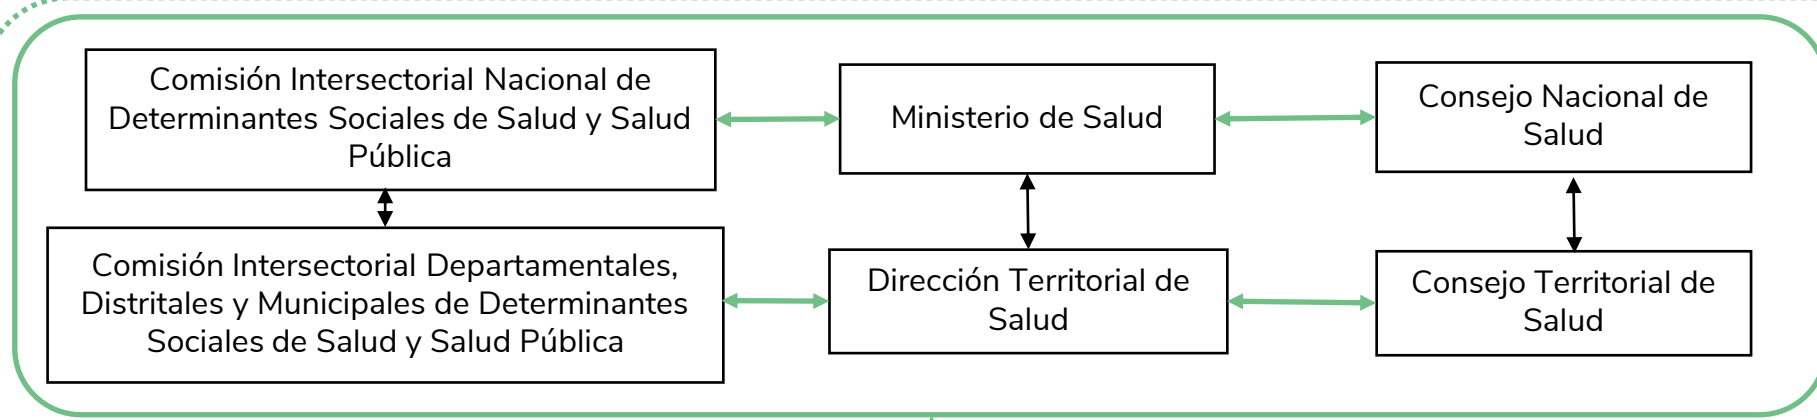 Comisión Intersectorial Nacional de
Determinantes Sociales de Salud y Salud
Pública
Ministerio de Salud
Consejo Nacional de
Salud
Comisión Intersectorial Departamentales,
Distritales y Municipales de Determinantes
Sociales de Salud y Salud Pública
Dirección Territorial de
Salud
Consejo Territorial de
Salud